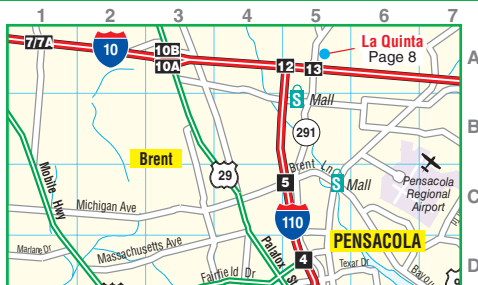 1 2 3 4 5 6 7
7/7A
10
10B
10A
12
13
La Quinta
Page 8
A
S Mall
B
291
Brent
29
Brent Ln
5
S Mall
Pensacola
Regional
Airport
C
Mobile Hwy
Michigan Ave
110
PENSACOLA
Marlane Dr
Massachusetts Ave
Palafox
4
Fairfield Dr
Texar Dr
D